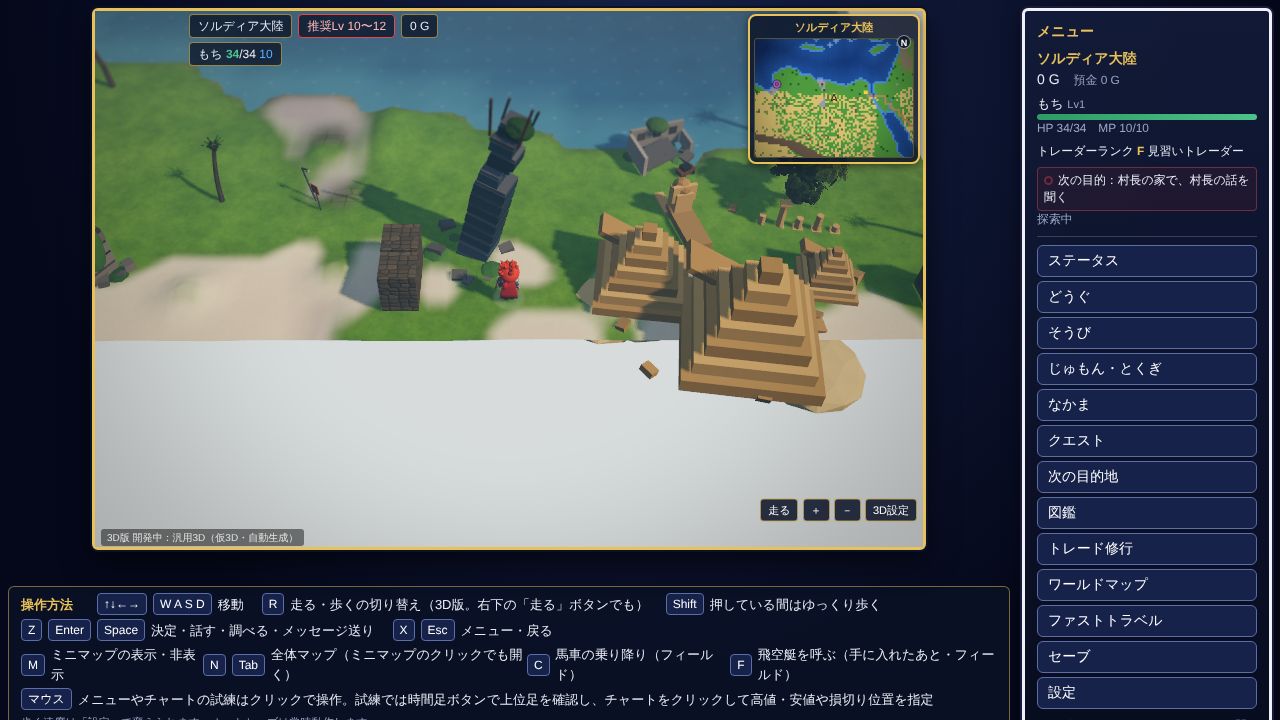 ソルディア大陸 推奨Lv 10〜12 0 G
もち 34/34 10
ソルディア大陸
N
走る ＋ − 3D設定
3D版 開発中：汎用3D（仮3D・自動生成）
メニュー
ソルディア大陸
0 G 預金 0 G
もち Lv1
HP 34/34 MP 10/10
トレーダーランク F 見習いトレーダー
次の目的：村長の家で、村長の話を
聞く
探索中
ステータス
どうぐ
そうび
じゅもん・とくぎ
なかま
クエスト
次の目的地
図鑑
トレード修行
ワールドマップ
ファストトラベル
セーブ
設定
操作方法 ↑↓←→ W A S D 移動 R 走る・歩くの切り替え（3D版。右下の「走る」ボタンでも） Shift 押している間はゆっくり歩く
Z Enter Space 決定・話す・調べる・メッセージ送り X Esc メニュー・戻る
M ミニマップの表示・非表示 N Tab 全体マップ（ミニマップのクリックでも開く） C 馬車の乗り降り（フィールド） F 飛空艇を呼ぶ（手に入れたあと・フィールド）
マウス メニューやチャートの試練はクリックで操作。試練では時間足ボタンで上位足を確認し、チャートをクリックして高値・安値や損切り位置を指定